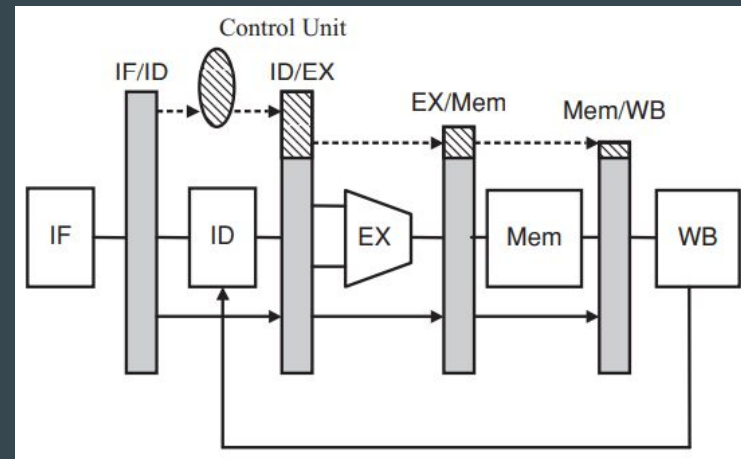 Control Unit
IF/ID
ID/EX
EX/Mem
Mem/WB
IF
ID
EX
Mem
WB